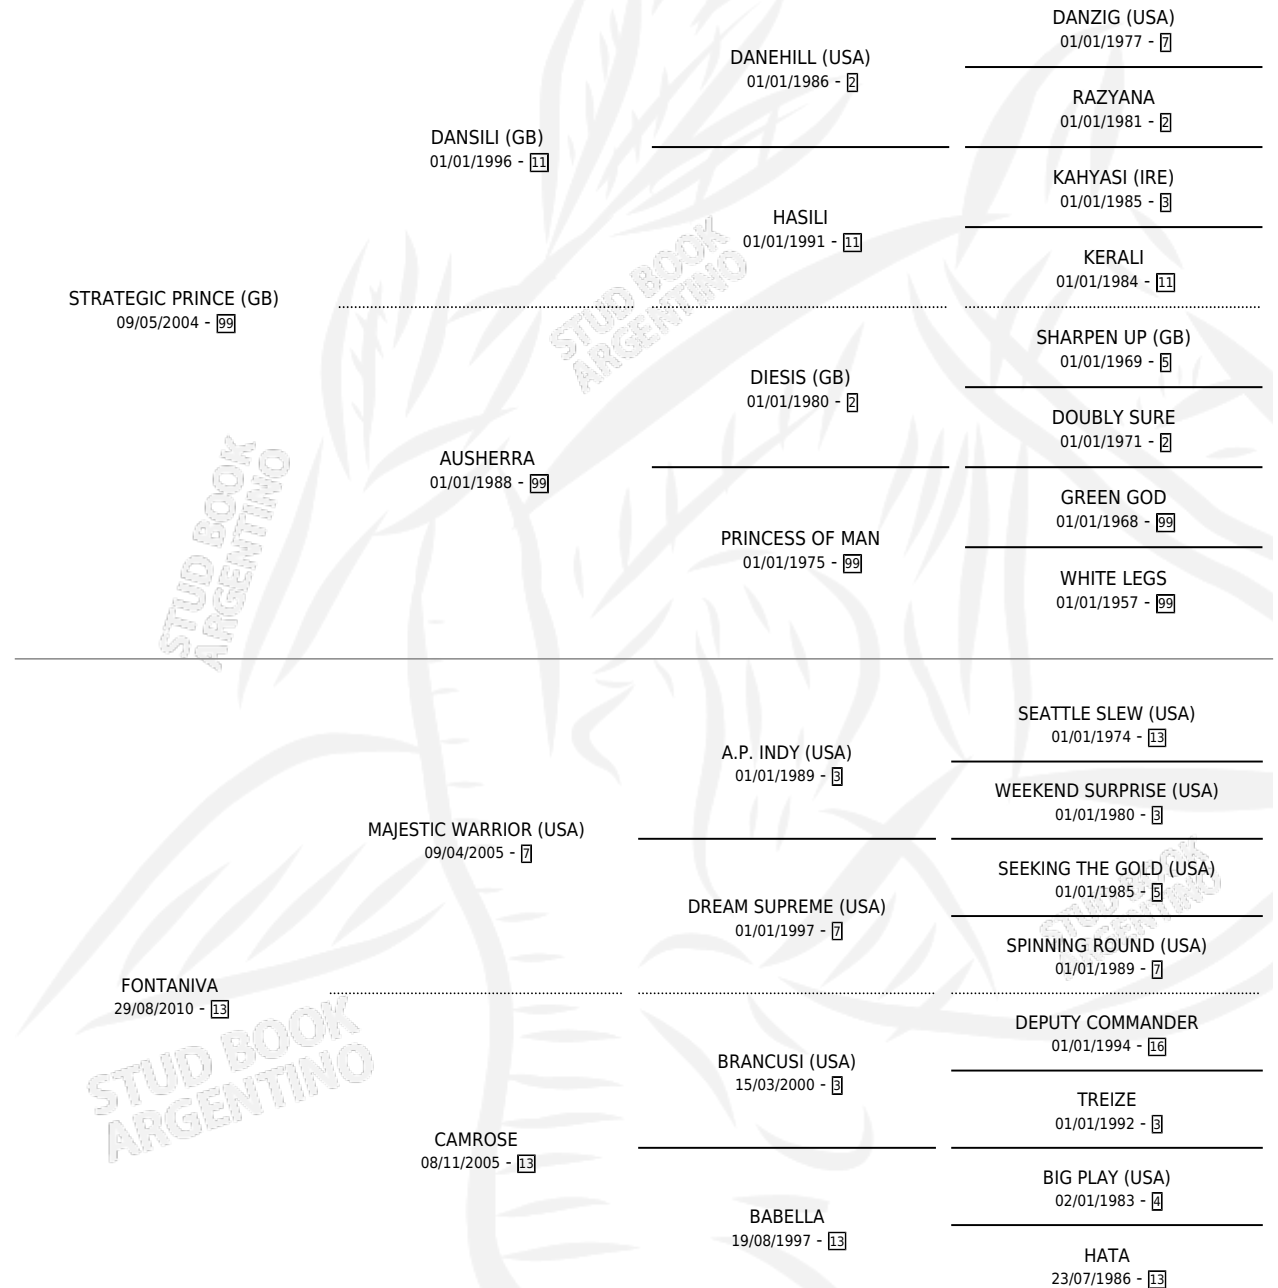 DANZIG (USA)
01/01/1977 - 7
DANEHILL (USA)
01/01/1986 - 2
RAZYANA
01/01/1981 - 2
DANSILI (GB)
01/01/1996 - 11
KAHYASI (IRE)
01/01/1985 - 3
HASILI
01/01/1991 - 11
KERALI
01/01/1984 - 11
STRATEGIC PRINCE (GB)
09/05/2004 - 99
SHARPEN UP (GB)
01/01/1969 - 5
DIESIS (GB)
01/01/1980 - 2
DOUBLY SURE
01/01/1971 - 2
AUSHERRA
01/01/1988 - 99
GREEN GOD
01/01/1968 - 99
PRINCESS OF MAN
01/01/1975 - 99
WHITE LEGS
01/01/1957 - 99
SEATTLE SLEW (USA)
01/01/1974 - 13
A.P. INDY (USA)
01/01/1989 - 3
WEEKEND SURPRISE (USA)
01/01/1980 - 3
MAJESTIC WARRIOR (USA)
09/04/2005 - 7
SEEKING THE GOLD (USA)
01/01/1985 - 5
DREAM SUPREME (USA)
01/01/1997 - 7
SPINNING ROUND (USA)
01/01/1989 - 7
FONTANIVA
29/08/2010 - 13
DEPUTY COMMANDER
01/01/1994 - 16
BRANCUSI (USA)
15/03/2000 - 3
TREIZE
01/01/1992 - 3
CAMROSE
08/11/2005 - 13
BIG PLAY (USA)
02/01/1983 - 4
BABELLA
19/08/1997 - 13
HATA
23/07/1986 - 13
STUD BOOK
ARGENTINO
STUD BOOK
ARGENTINO
STUD BOOK
ARGENTINO
STUD BOOK
ARGENTINO